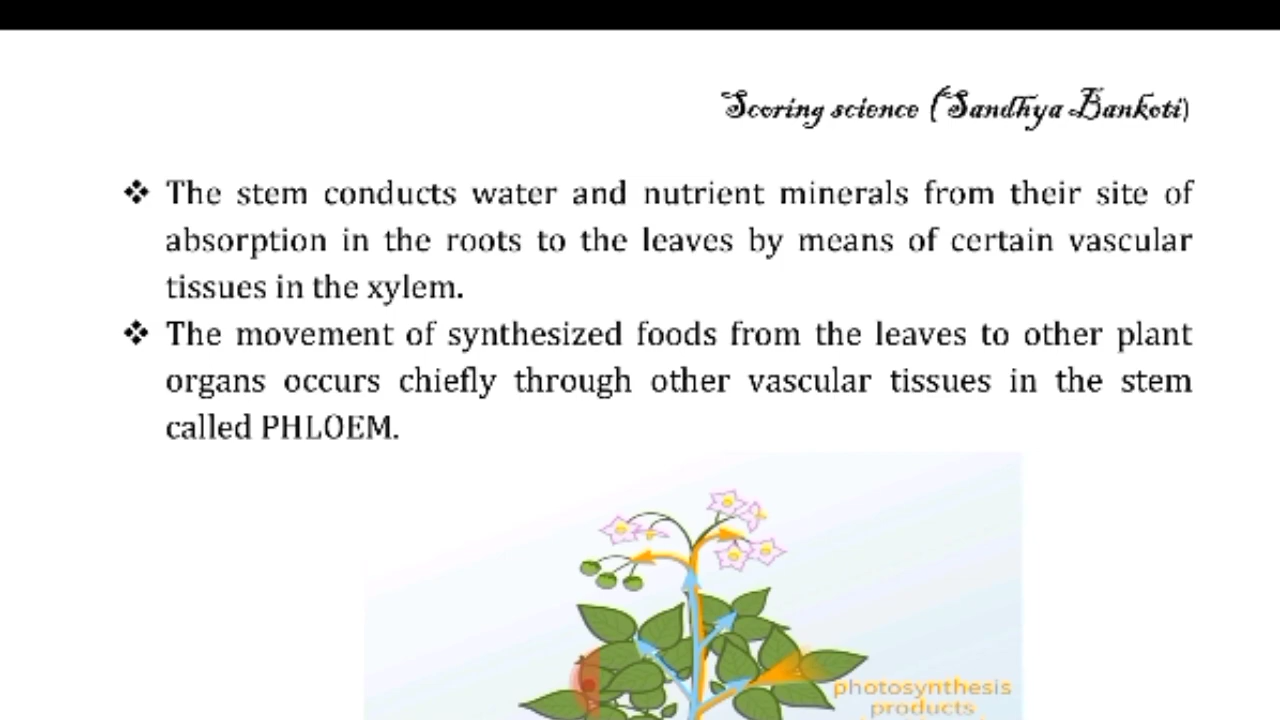 Scoring science (Sandhya Bankoti)
❖ The stem conducts water and nutrient minerals from their site of
absorption in the roots to the leaves by means of certain vascular
tissues in the xylem.
❖ The movement of synthesized foods from the leaves to other plant
organs occurs chiefly through other vascular tissues in the stem
called PHLOEM.
photosynthesis
products